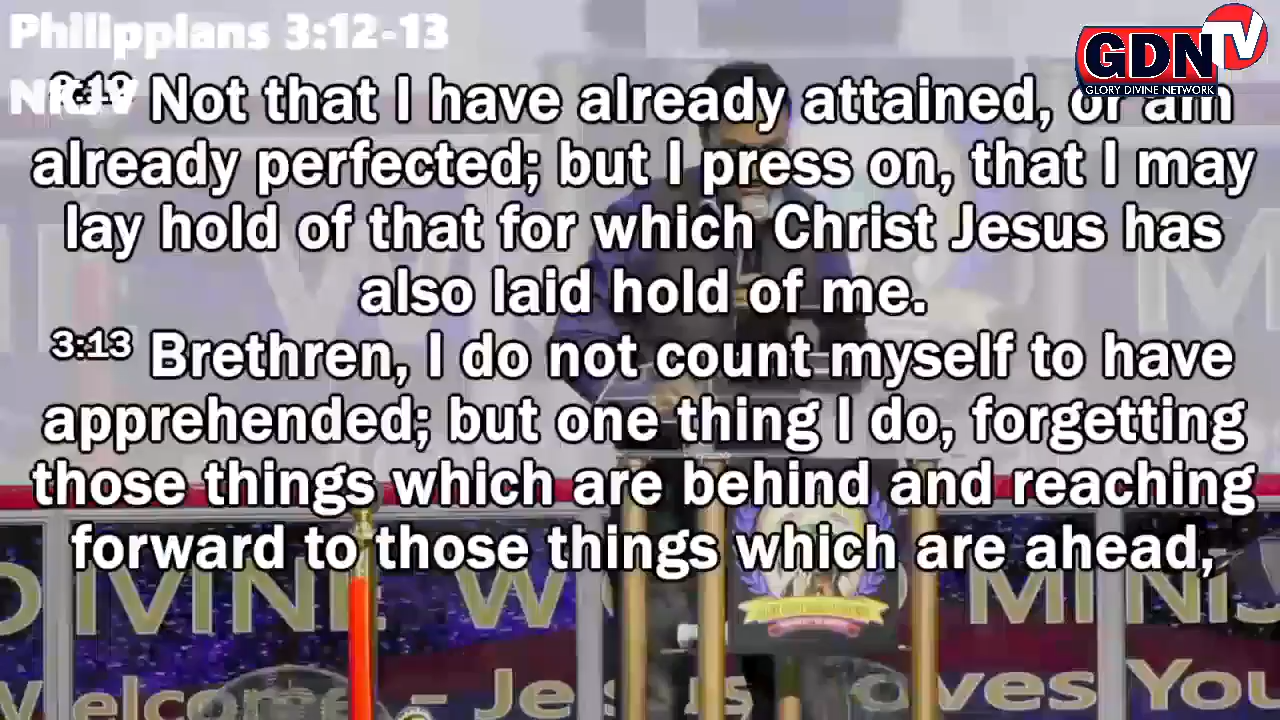 Philippians 3:12-13
NKJV
GDN TV
GLORY DIVINE NETWORK
3:12 Not that I have already attained, or am
already perfected; but I press on, that I may
lay hold of that for which Christ Jesus has
also laid hold of me.
3:13 Brethren, I do not count myself to have
apprehended; but one thing I do, forgetting
those things which are behind and reaching
forward to those things which are ahead,
DIVINE W D MINIS
Welcome - Jesus Loves You